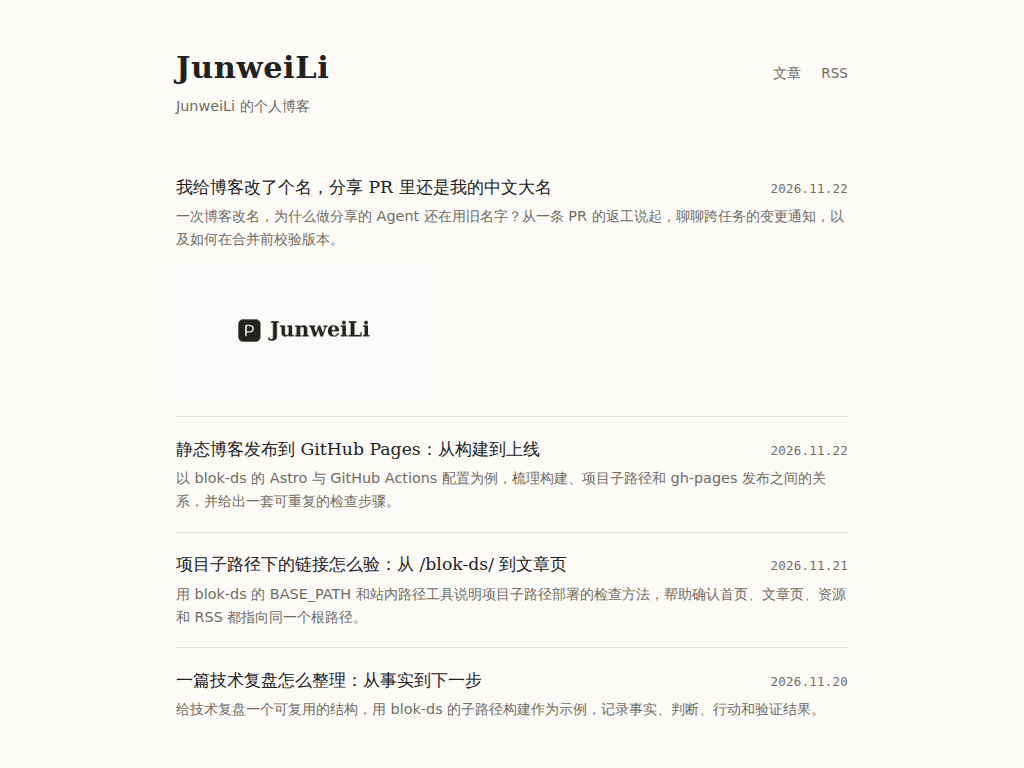 JunweiLi
文章 RSS
JunweiLi 的个人博客
我给博客改了个名，分享 PR 里还是我的中文大名 2026.11.22
一次博客改名，为什么做分享的 Agent 还在用旧名字？从一条 PR 的返工说起，聊聊跨任务的变更通知，以
及如何在合并前校验版本。
P JunweiLi
静态博客发布到 GitHub Pages：从构建到上线 2026.11.22
以 blok-ds 的 Astro 与 GitHub Actions 配置为例，梳理构建、项目子路径和 gh-pages 发布之间的关
系，并给出一套可重复的检查步骤。
项目子路径下的链接怎么验：从 /blok-ds/ 到文章页 2026.11.21
用 blok-ds 的 BASE_PATH 和站内路径工具说明项目子路径部署的检查方法，帮助确认首页、文章页、资源
和 RSS 都指向同一个根路径。
一篇技术复盘怎么整理：从事实到下一步 2026.11.20
给技术复盘一个可复用的结构，用 blok-ds 的子路径构建作为示例，记录事实、判断、行动和验证结果。